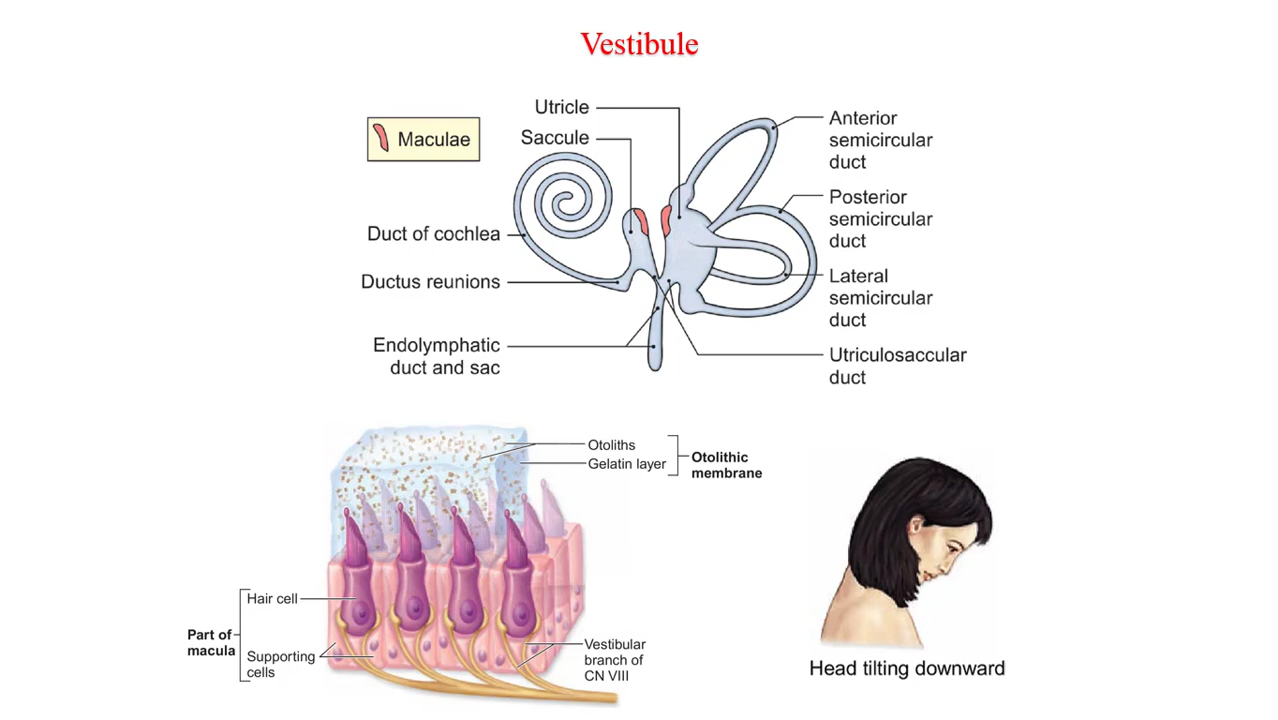 Vestibule
Maculae
Utricle
Saccule
Duct of cochlea
Ductus reunions
Endolymphatic
duct and sac
Anterior
semicircular
duct
Posterior
semicircular
duct
Lateral
semicircular
duct
Utriculosaccular
duct
Otoliths
Gelatin layer
Otolithic
membrane
Hair cell
Part of
macula
Supporting
cells
Vestibular
branch of
CN VIII
Head tilting downward